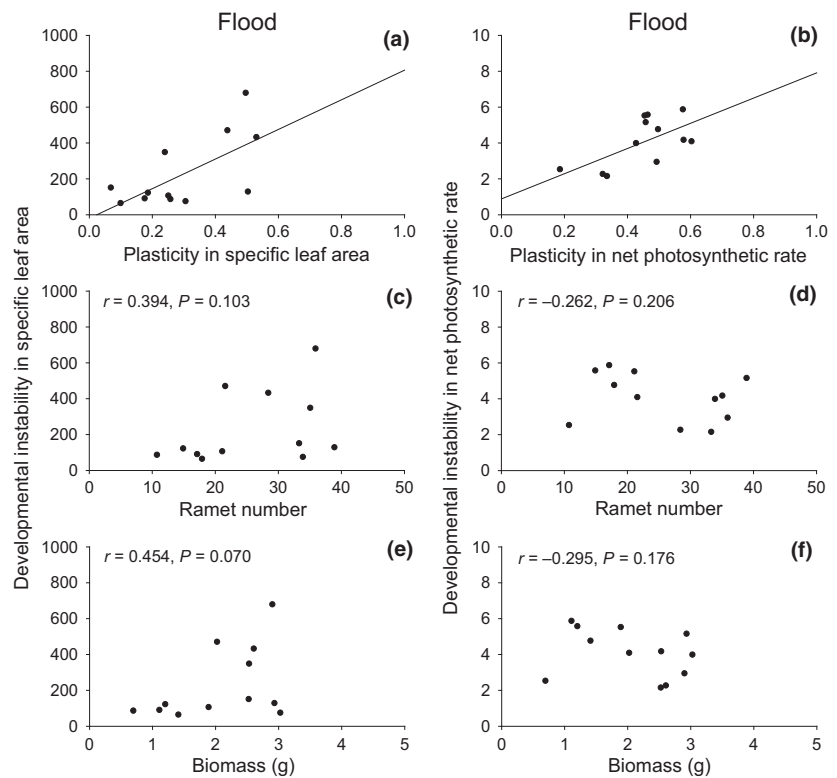 Flood
(a)
1000
800
600
400
200
0
0.0 0.2 0.4 0.6 0.8 1.0
Plasticity in specific leaf area
Flood
(b)
10
8
6
4
2
0
0.0 0.2 0.4 0.6 0.8 1.0
Plasticity in net photosynthetic rate
Developmental instability in specific leaf area
r = 0.394, P = 0.103
(c)
1000
800
600
400
200
0
0 10 20 30 40 50
Ramet number
Developmental instability in net photosynthetic rate
r = –0.262, P = 0.206
(d)
10
8
6
4
2
0
0 10 20 30 40 50
Ramet number
r = 0.454, P = 0.070
(e)
1000
800
600
400
200
0
0 1 2 3 4 5
Biomass (g)
r = –0.295, P = 0.176
(f)
10
8
6
4
2
0
0 1 2 3 4 5
Biomass (g)